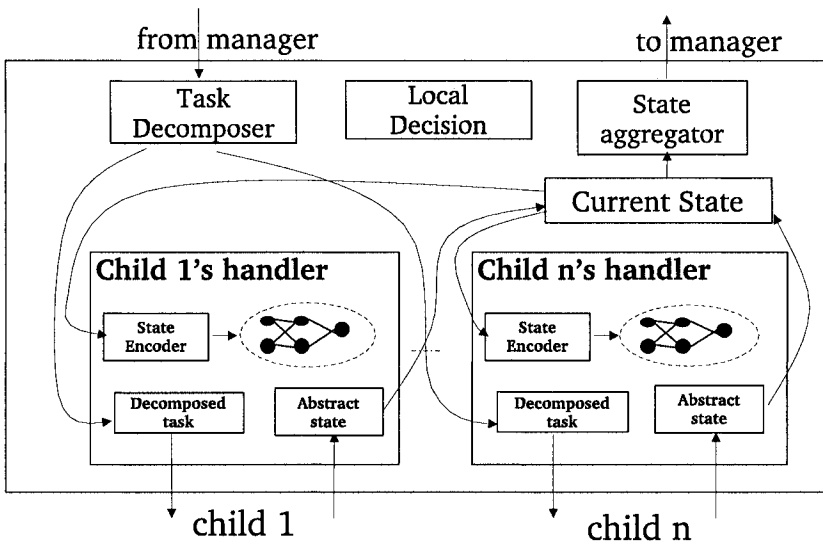 from manager
to manager
Task
Decomposer
Local
Decision
State
aggregator
Current State
Child 1's handler
State
Encoder
Decomposed
task
Abstract
state
Child n's handler
State
Encoder
Decomposed
task
Abstract
state
child 1
child n